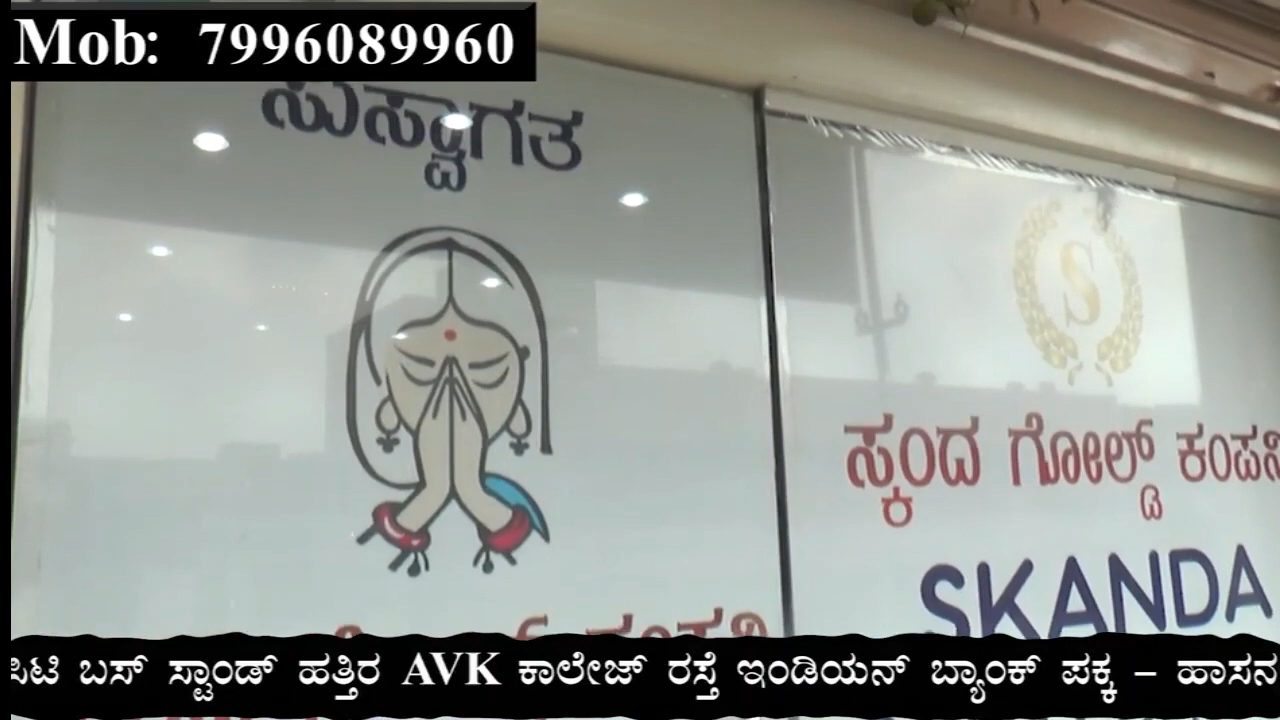 Mob: 7996089960
ಸುಸ್ವಾಗತ
S
ಸ್ಕಂದ ಗೋಲ್ಡ್ ಕಂಪನಿ
SKANDA
ಸಿಟಿ ಬಸ್ ಸ್ಟಾಂಡ್ ಹತ್ತಿರ AVK ಕಾಲೇಜ್ ರಸ್ತೆ ಇಂಡಿಯನ್ ಬ್ಯಾಂಕ್ ಪಕ್ಕ – ಹಾಸನ